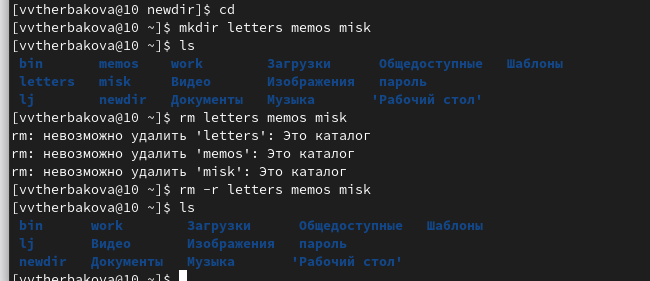 [vvtherbakova@10 newdir]$ cd
[vvtherbakova@10 ~]$ mkdir letters memos misk
[vvtherbakova@10 ~]$ ls
bin memos work Загрузки Общедоступные Шаблоны
letters misk Видео Изображения пароль
lj newdir Документы Музыка 'Рабочий стол'
[vvtherbakova@10 ~]$ rm letters memos misk
rm: невозможно удалить 'letters': Это каталог
rm: невозможно удалить 'memos': Это каталог
rm: невозможно удалить 'misk': Это каталог
[vvtherbakova@10 ~]$ rm -r letters memos misk
[vvtherbakova@10 ~]$ ls
bin work Загрузки Общедоступные Шаблоны
lj Видео Изображения пароль
newdir Документы Музыка 'Рабочий стол'
[vvtherbakova@10 ~]$